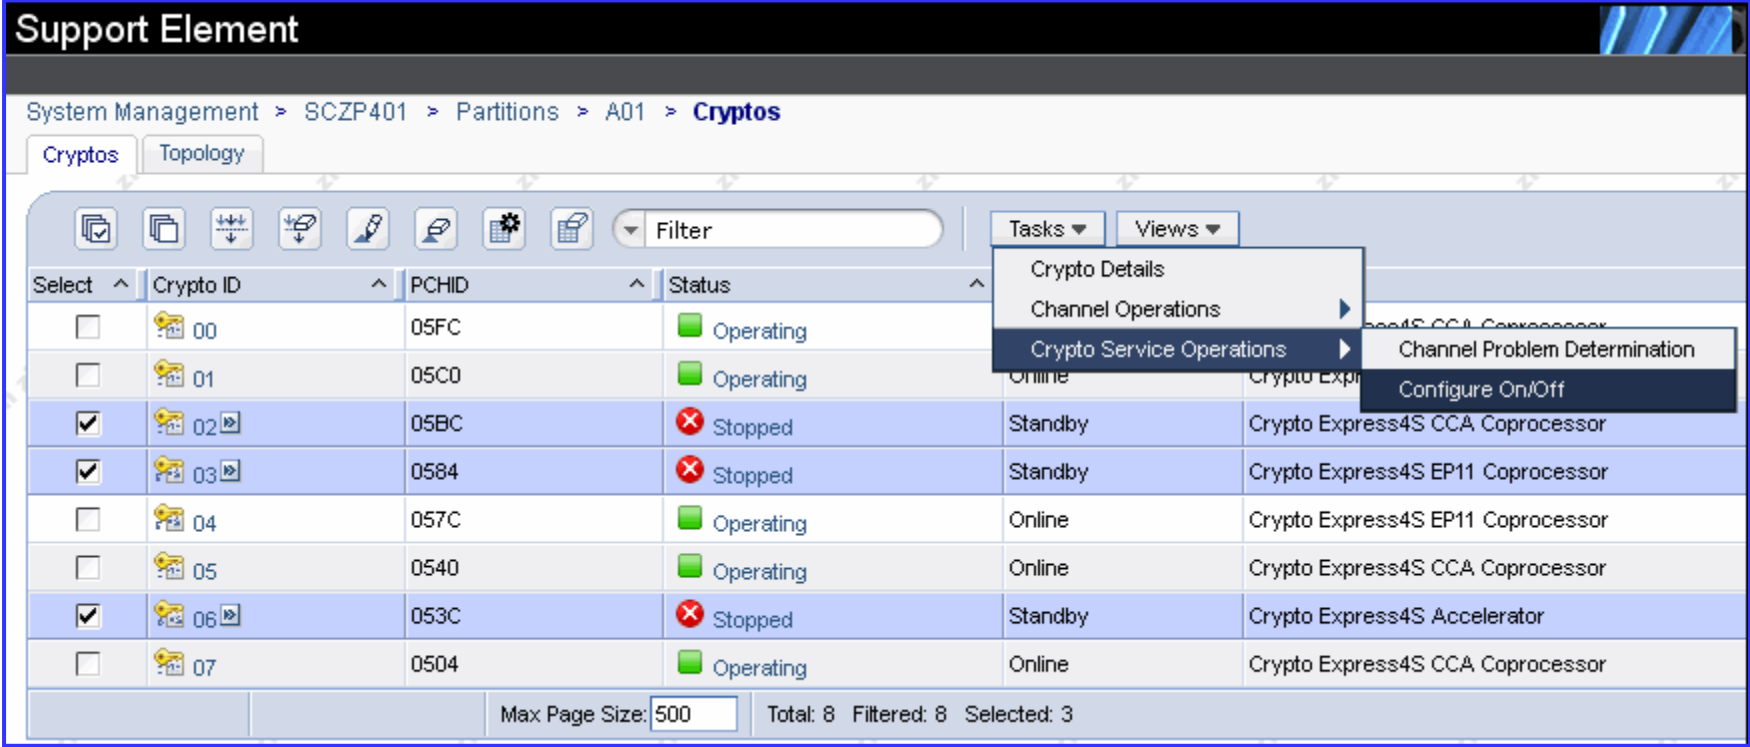 Support Element
System Management > SCZP401 > Partitions > A01 > Cryptos
Cryptos Topology
Filter Tasks Views
Crypto Details
Select Crypto ID PCHID Status
Channel Operations
00 05FC Operating
Crypto Service Operations Channel Problem Determination
01 05C0 Operating Online
Configure On/Off
02 05BC Stopped Standby Crypto Express4S CCA Coprocessor
03 0584 Stopped Standby Crypto Express4S EP11 Coprocessor
04 057C Operating Online Crypto Express4S EP11 Coprocessor
05 0540 Operating Online Crypto Express4S CCA Coprocessor
06 053C Stopped Standby Crypto Express4S Accelerator
07 0504 Operating Online Crypto Express4S CCA Coprocessor
Max Page Size: 500 Total: 8 Filtered: 8 Selected: 3